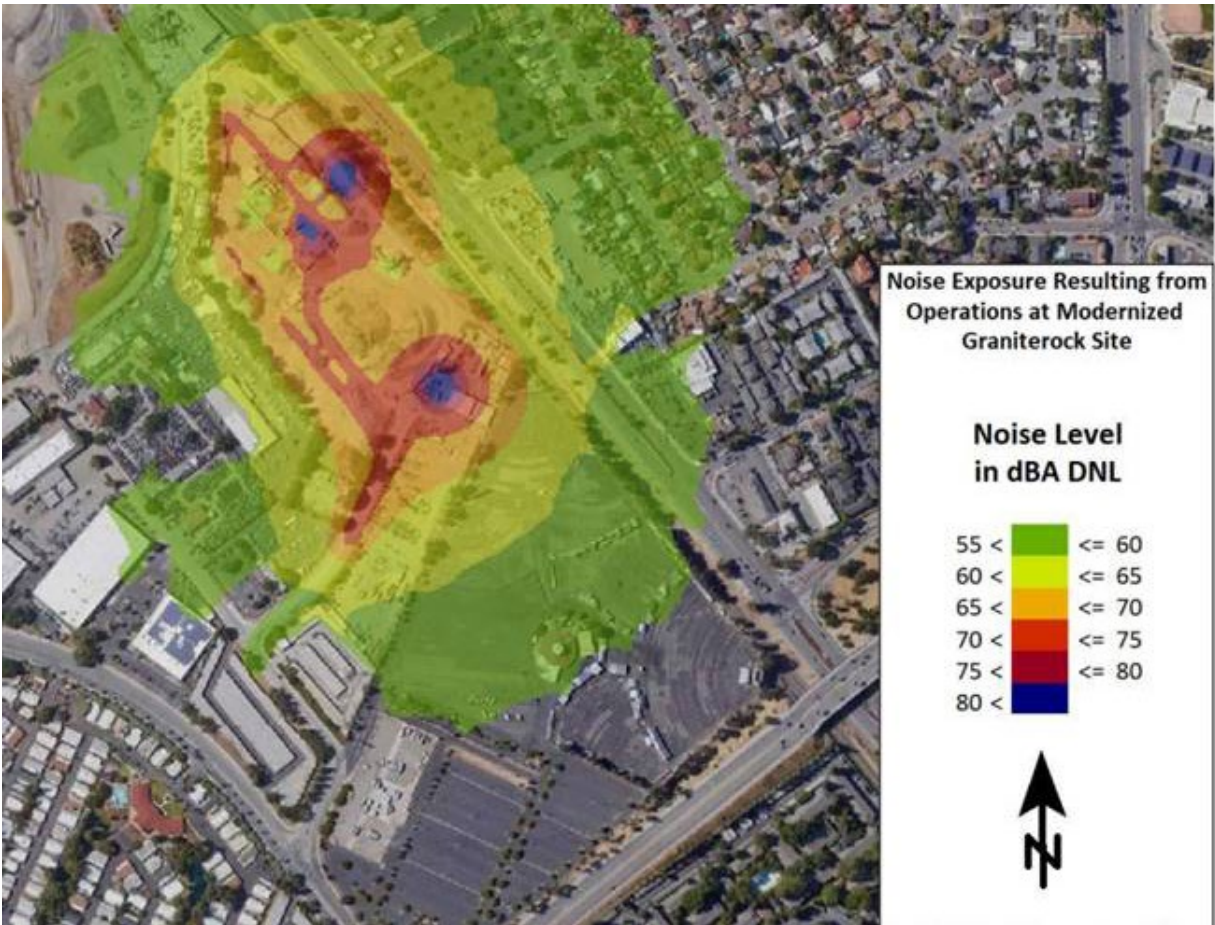 Noise Exposure Resulting from
Operations at Modernized
Graniterock Site
Noise Level
in dBA DNL
55 < <= 60
60 < <= 65
65 < <= 70
70 < <= 75
75 < <= 80
80 <
N